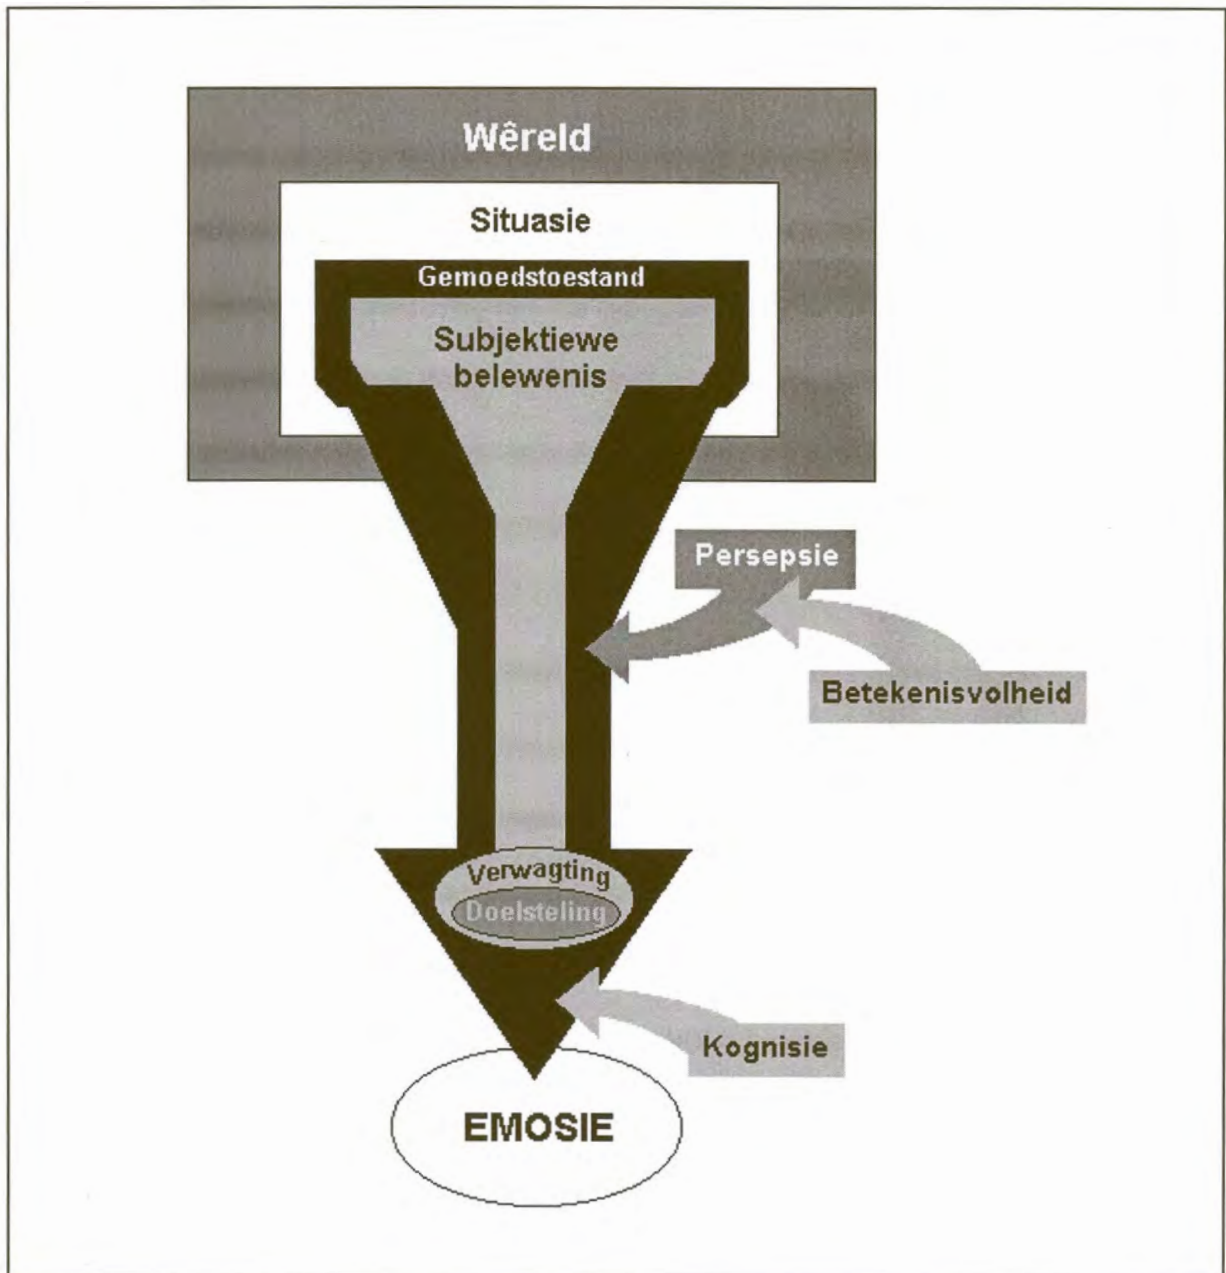 Wêreld
Situasie
Gemoedstoestand
Subjektiewe
belewenis
Persepsie
Betekenisvolheid
Verwagting
Doelsteling
Kognisie
EMOSIE